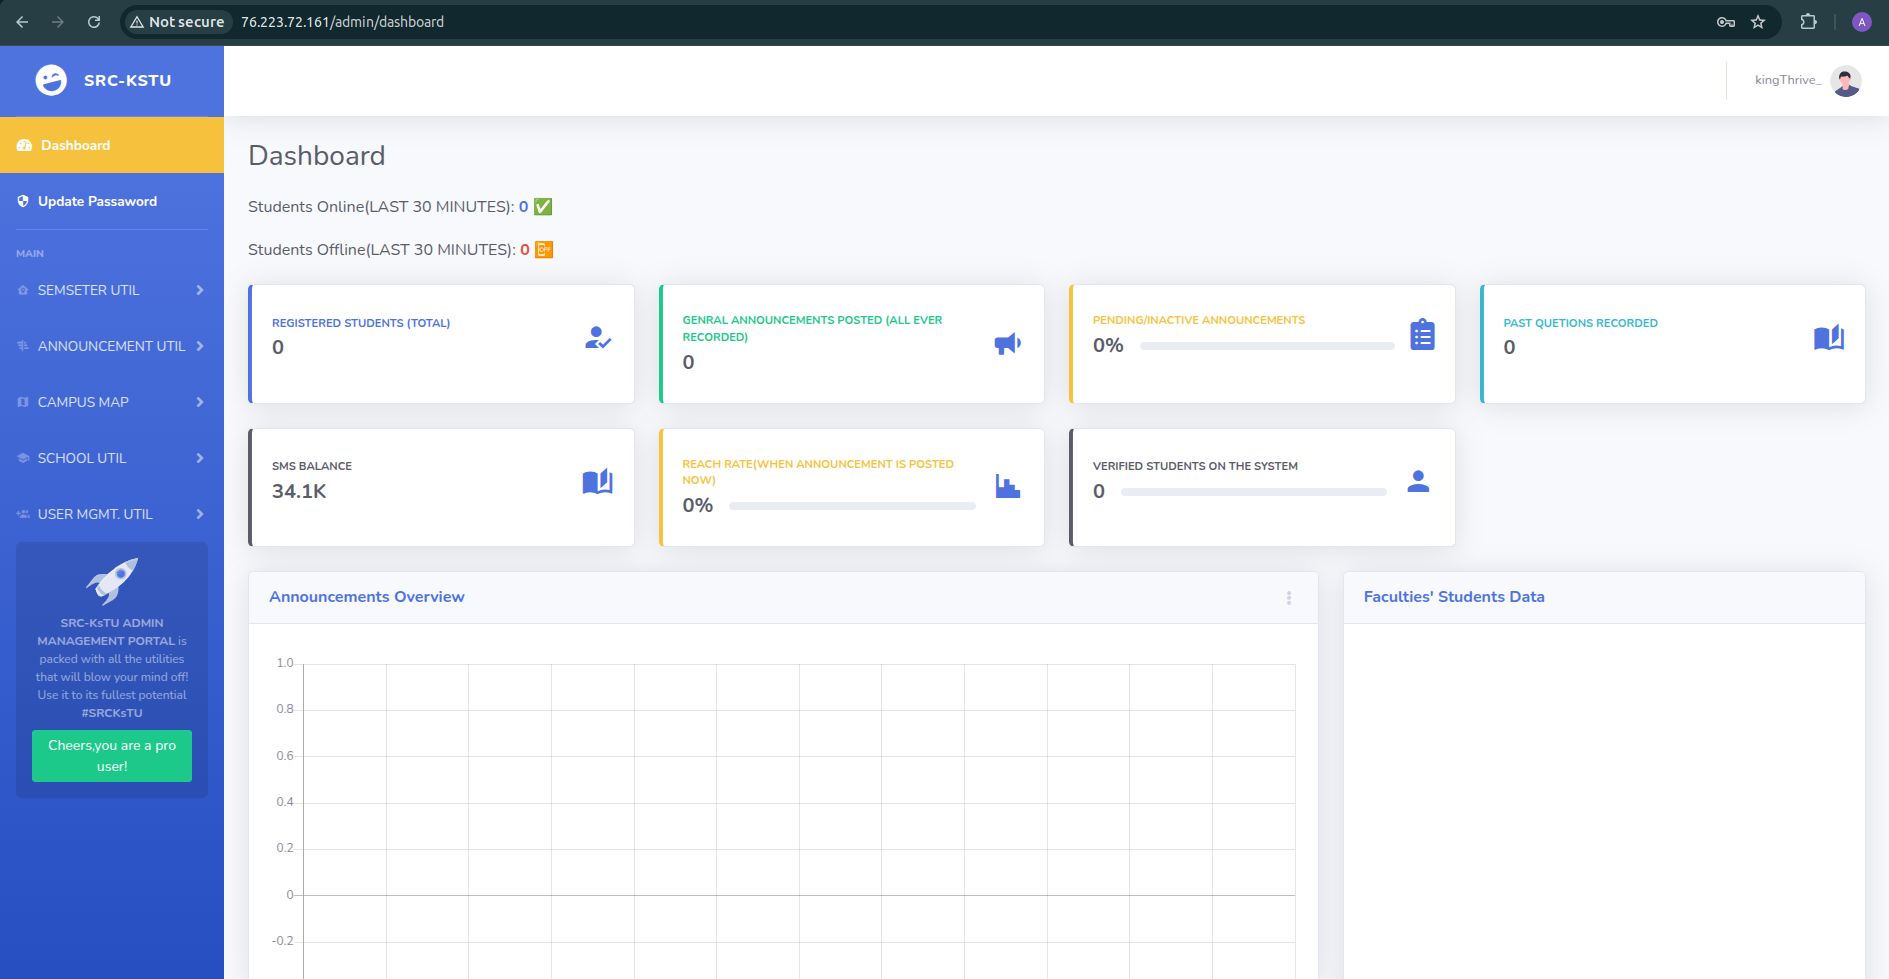 Not secure 76.223.72.161/admin/dashboard
A
SRC-KSTU
kingThrive_
Dashboard
Update Passaword
MAIN
SEMSETER UTIL
ANNOUNCEMENT UTIL
CAMPUS MAP
SCHOOL UTIL
USER MGMT. UTIL
SRC-KsTU ADMIN
MANAGEMENT PORTAL is
packed with all the utilities
that will blow your mind off!
Use it to its fullest potential
#SRCKsTU
Cheers,you are a pro
user!
Dashboard
Students Online(LAST 30 MINUTES): 0
Students Offline(LAST 30 MINUTES): 0
REGISTERED STUDENTS (TOTAL)
0
GENRAL ANNOUNCEMENTS POSTED (ALL EVER
RECORDED)
0
PENDING/INACTIVE ANNOUNCEMENTS
0%
PAST QUETIONS RECORDED
0
SMS BALANCE
34.1K
REACH RATE(WHEN ANNOUNCEMENT IS POSTED
NOW)
0%
VERIFIED STUDENTS ON THE SYSTEM
0
Announcements Overview
1.0
0.8
0.6
0.4
0.2
0
-0.2
Faculties' Students Data